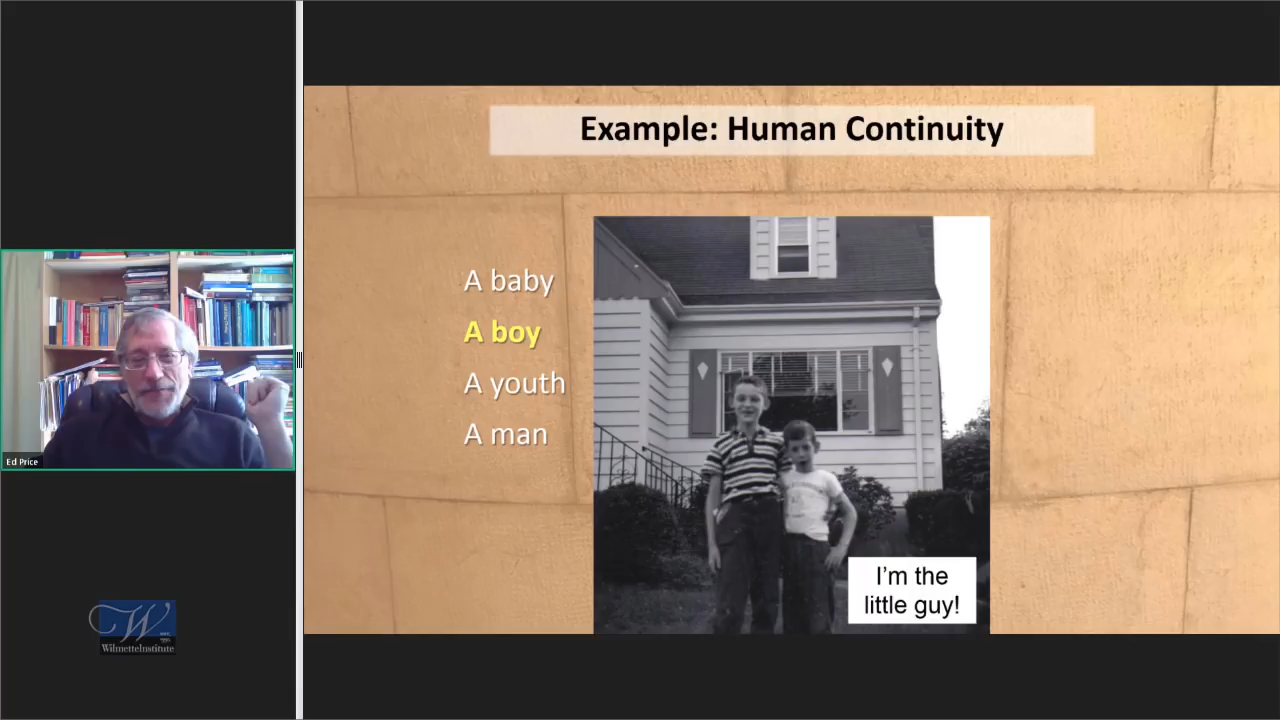 Example: Human Continuity
A baby
A boy
A youth
A man
I'm the
little guy!
Ed Price
W
WilmetteInstitute